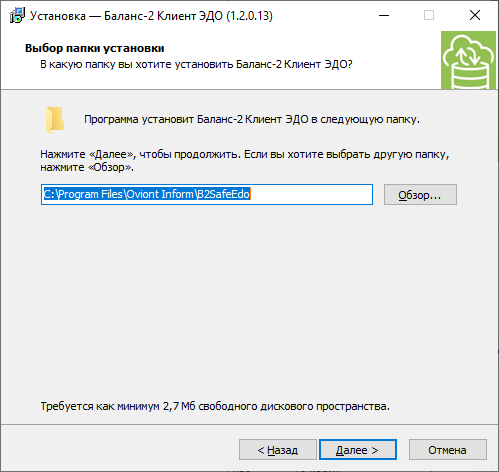 Установка — Баланс-2 Клиент ЭДО (1.2.0.13)
Выбор папки установки
В какую папку вы хотите установить Баланс-2 Клиент ЭДО?
Программа установит Баланс-2 Клиент ЭДО в следующую папку.
Нажмите «Далее», чтобы продолжить. Если вы хотите выбрать другую папку,
нажмите «Обзор».
C:\Program Files\Oviont Inform\B2SafeEdo
Обзор...
Требуется как минимум 2,7 Мб свободного дискового пространства.
< Назад
Далее >
Отмена